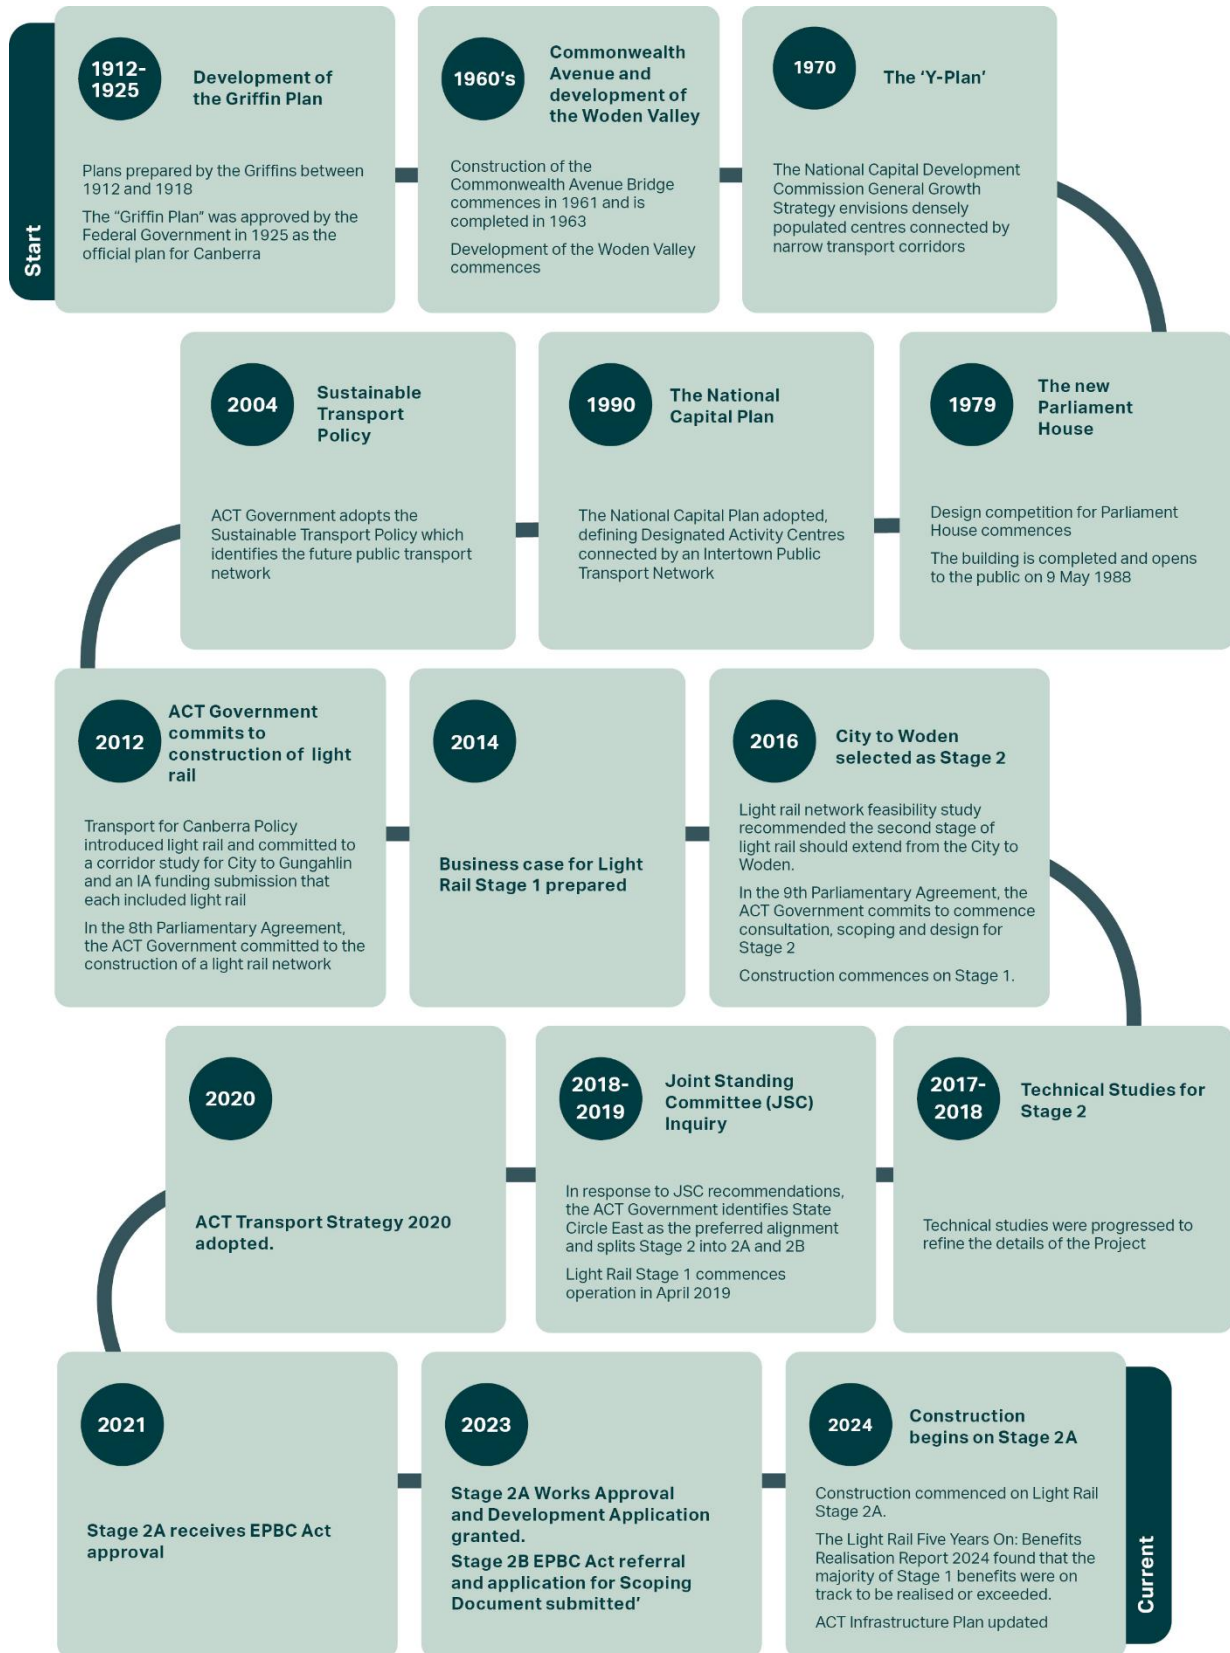 Start
1912-
1925
Development of
the Griffin Plan
Plans prepared by the Griffins between
1912 and 1918
The “Griffin Plan” was approved by the
Federal Government in 1925 as the
official plan for Canberra
1960's
Commonwealth
Avenue and
development of
the Woden Valley
Construction of the
Commonwealth Avenue Bridge
commences in 1961 and is
completed in 1963
Development of the Woden Valley
commences
1970
The ‘Y-Plan’
The National Capital Development
Commission General Growth
Strategy envisions densely
populated centres connected by
narrow transport corridors
1979
The new
Parliament
House
Design competition for Parliament
House commences
The building is completed and opens
to the public on 9 May 1988
1990
The National
Capital Plan
The National Capital Plan adopted,
defining Designated Activity Centres
connected by an Intertown Public
Transport Network
2004
Sustainable
Transport
Policy
ACT Government adopts the
Sustainable Transport Policy which
identifies the future public transport
network
2012
ACT Government
commits to
construction of light
rail
Transport for Canberra Policy
introduced light rail and committed to
a corridor study for City to Gungahlin
and an IA funding submission that
each included light rail
In the 8th Parliamentary Agreement,
the ACT Government committed to the
construction of a light rail network
2014
Business case for Light
Rail Stage 1 prepared
2016
City to Woden
selected as Stage 2
Light rail network feasibility study
recommended the second stage of
light rail should extend from the City to
Woden.
In the 9th Parliamentary Agreement, the
ACT Government commits to commence
consultation, scoping and design for
Stage 2
Construction commences on Stage 1.
2017-
2018
Technical Studies for
Stage 2
Technical studies were progressed to
refine the details of the Project
2018-
2019
Joint Standing
Committee (JSC)
Inquiry
In response to JSC recommendations,
the ACT Government identifies State
Circle East as the preferred alignment
and splits Stage 2 into 2A and 2B
Light Rail Stage 1 commences
operation in April 2019
2020
ACT Transport Strategy 2020
adopted.
2021
Stage 2A receives EPBC Act
approval
2023
Stage 2A Works Approval
and Development Application
granted.
Stage 2B EPBC Act referral
and application for Scoping
Document submitted’
2024
Construction
begins on Stage 2A
Construction commenced on Light Rail
Stage 2A.
The Light Rail Five Years On: Benefits
Realisation Report 2024 found that the
majority of Stage 1 benefits were on
track to be realised or exceeded.
ACT Infrastructure Plan updated
Current